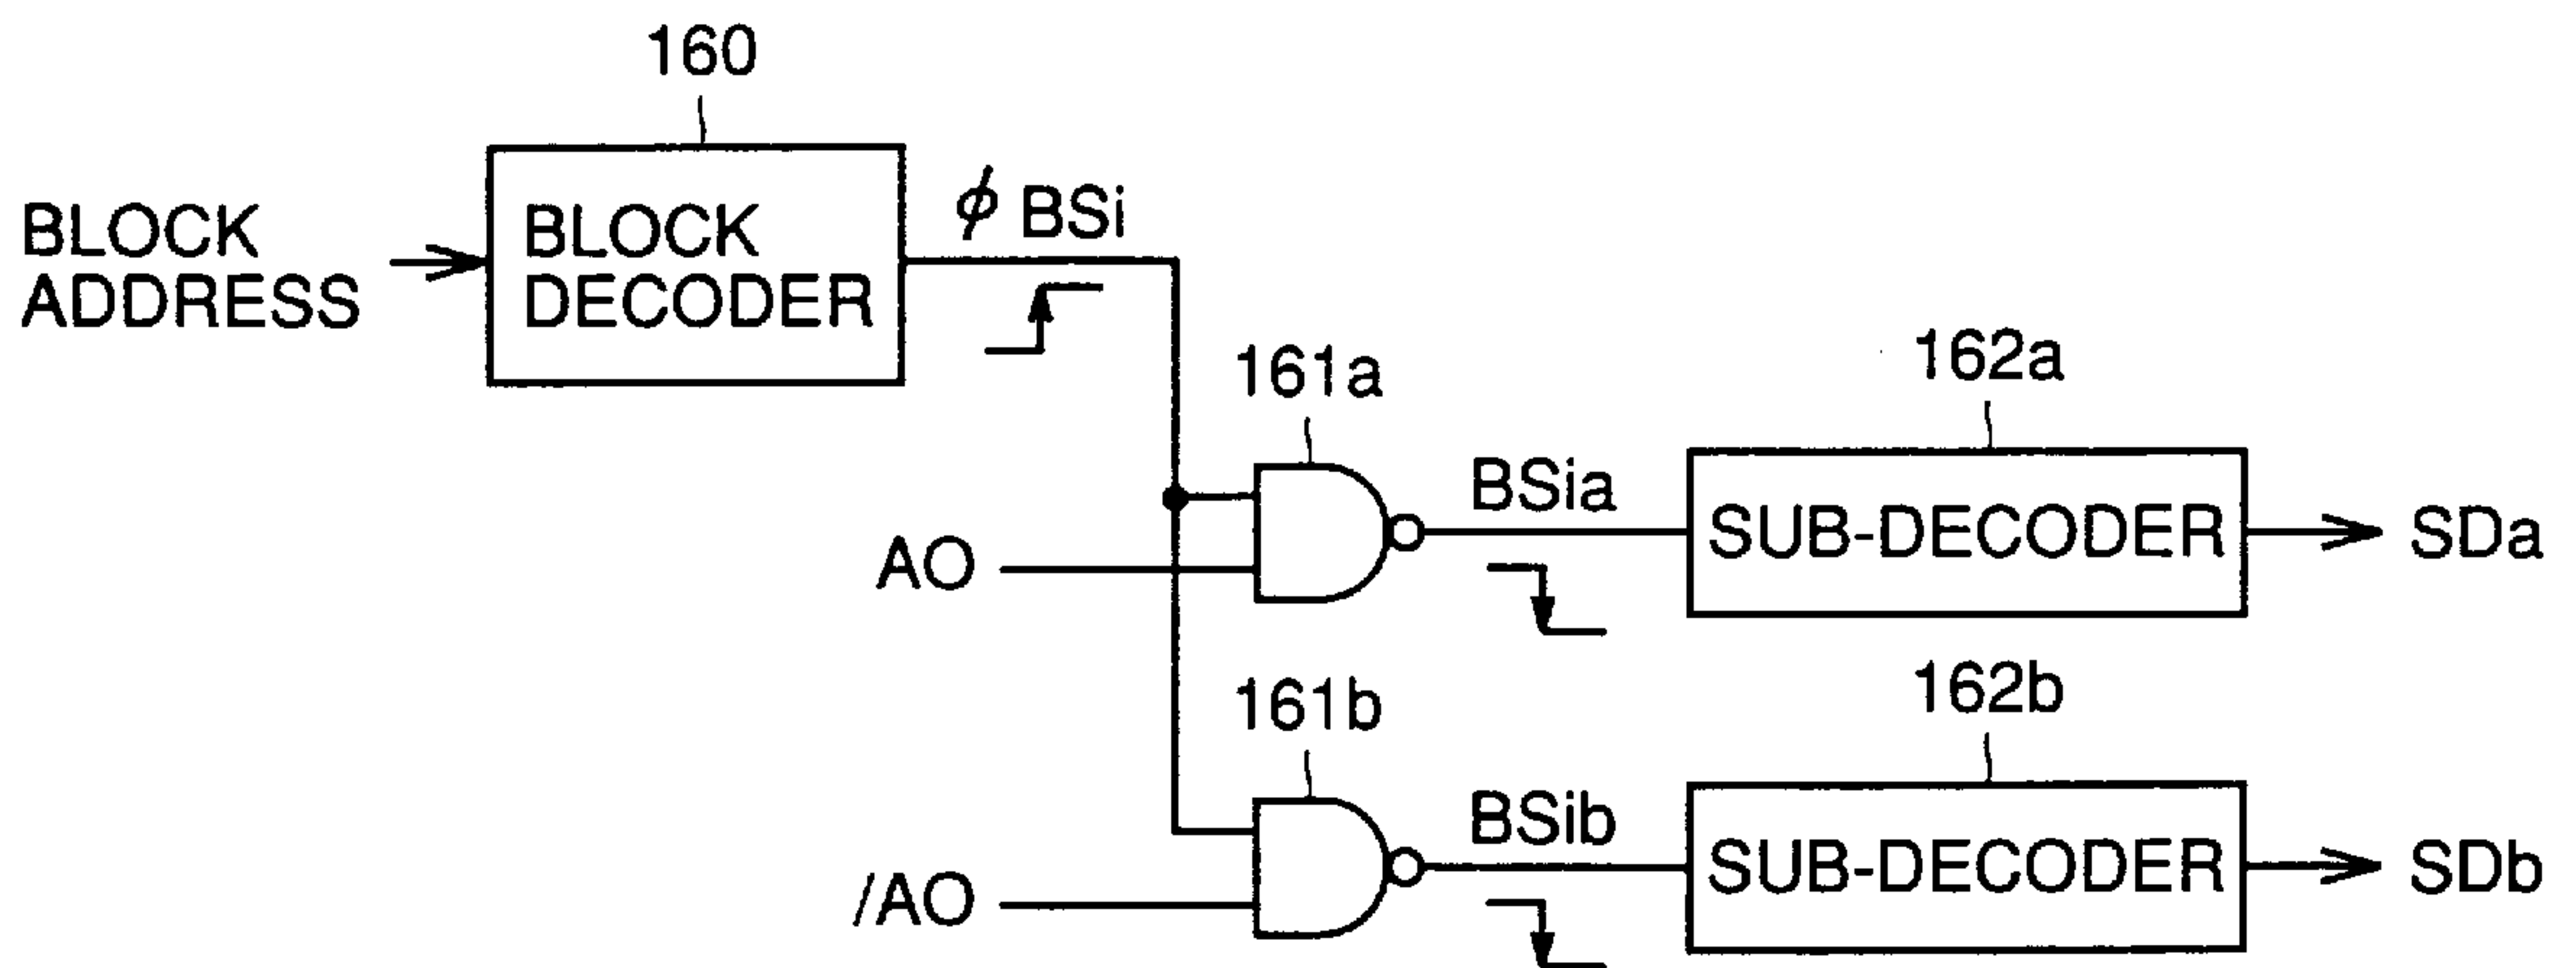 160
BLOCK
ADDRESS
BLOCK
DECODER
ϕ BSi
161a
162a
AO
BSia
SUB-DECODER
SDa
161b
162b
/AO
BSib
SUB-DECODER
SDb